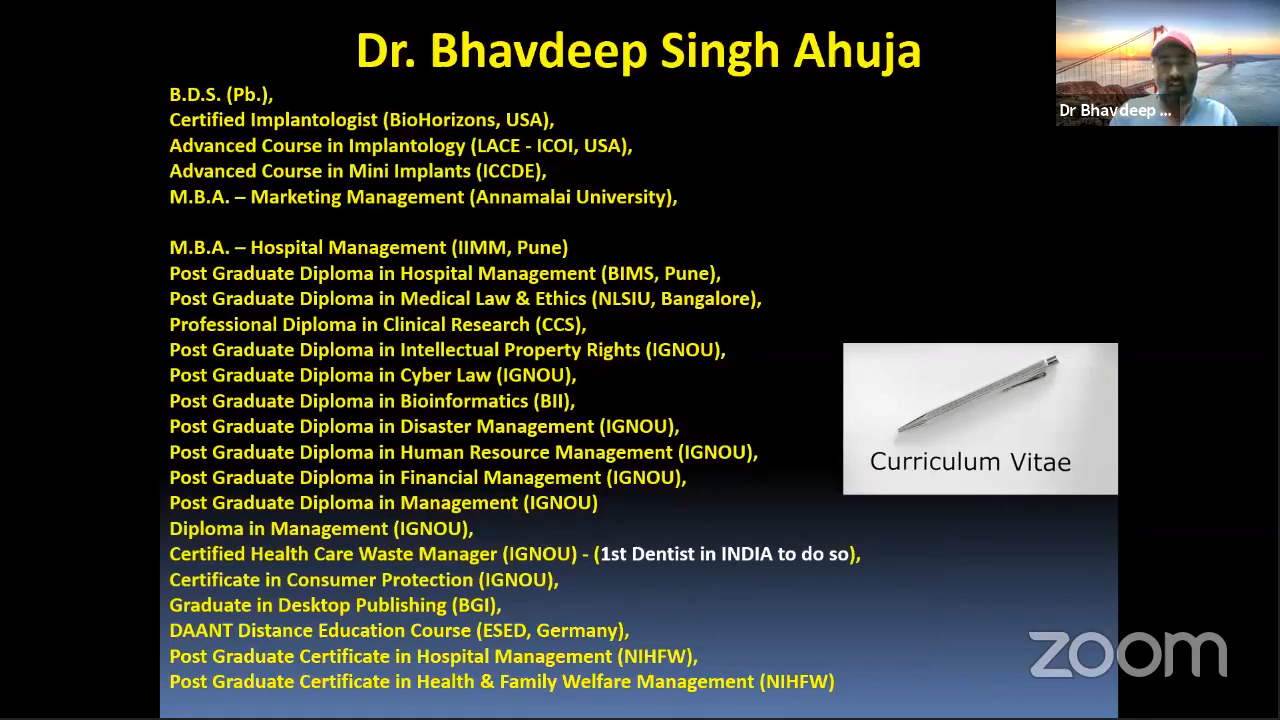 Dr. Bhavdeep Singh Ahuja
B.D.S. (Pb.),
Certified Implantologist (BioHorizons, USA),
Advanced Course in Implantology (LACE - ICOI, USA),
Advanced Course in Mini Implants (ICCDE),
M.B.A. – Marketing Management (Annamalai University),
M.B.A. – Hospital Management (IIMM, Pune)
Post Graduate Diploma in Hospital Management (BIMS, Pune),
Post Graduate Diploma in Medical Law & Ethics (NLSIU, Bangalore),
Professional Diploma in Clinical Research (CCS),
Post Graduate Diploma in Intellectual Property Rights (IGNOU),
Post Graduate Diploma in Cyber Law (IGNOU),
Post Graduate Diploma in Bioinformatics (BII),
Post Graduate Diploma in Disaster Management (IGNOU),
Post Graduate Diploma in Human Resource Management (IGNOU),
Post Graduate Diploma in Financial Management (IGNOU),
Post Graduate Diploma in Management (IGNOU)
Diploma in Management (IGNOU),
Certified Health Care Waste Manager (IGNOU) - (1st Dentist in INDIA to do so),
Certificate in Consumer Protection (IGNOU),
Graduate in Desktop Publishing (BGI),
DAANT Distance Education Course (ESED, Germany),
Post Graduate Certificate in Hospital Management (NIHFW),
Post Graduate Certificate in Health & Family Welfare Management (NIHFW)
Dr Bhavdeep ...
Curriculum Vitae
zoom